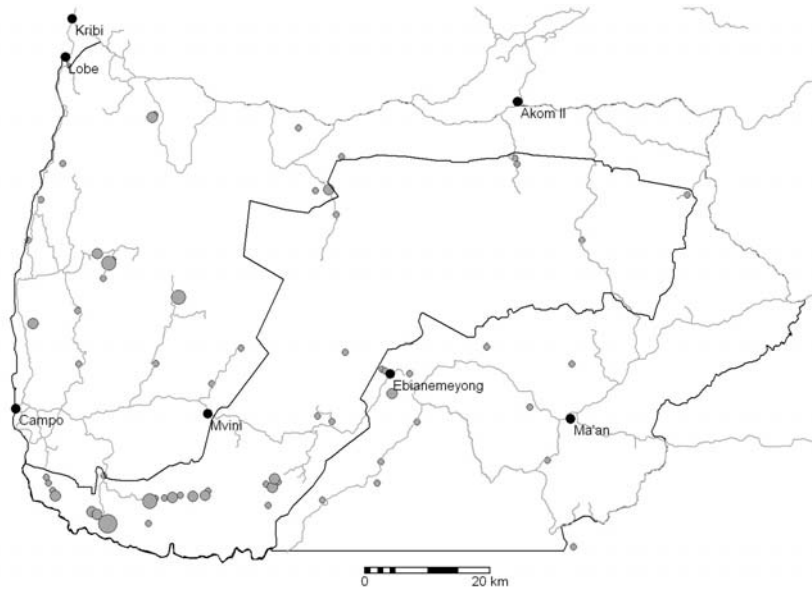 Kribi
Lobe
Akom II
Ebianemeyong
Campo
Mvini
Ma'an
0 20 km